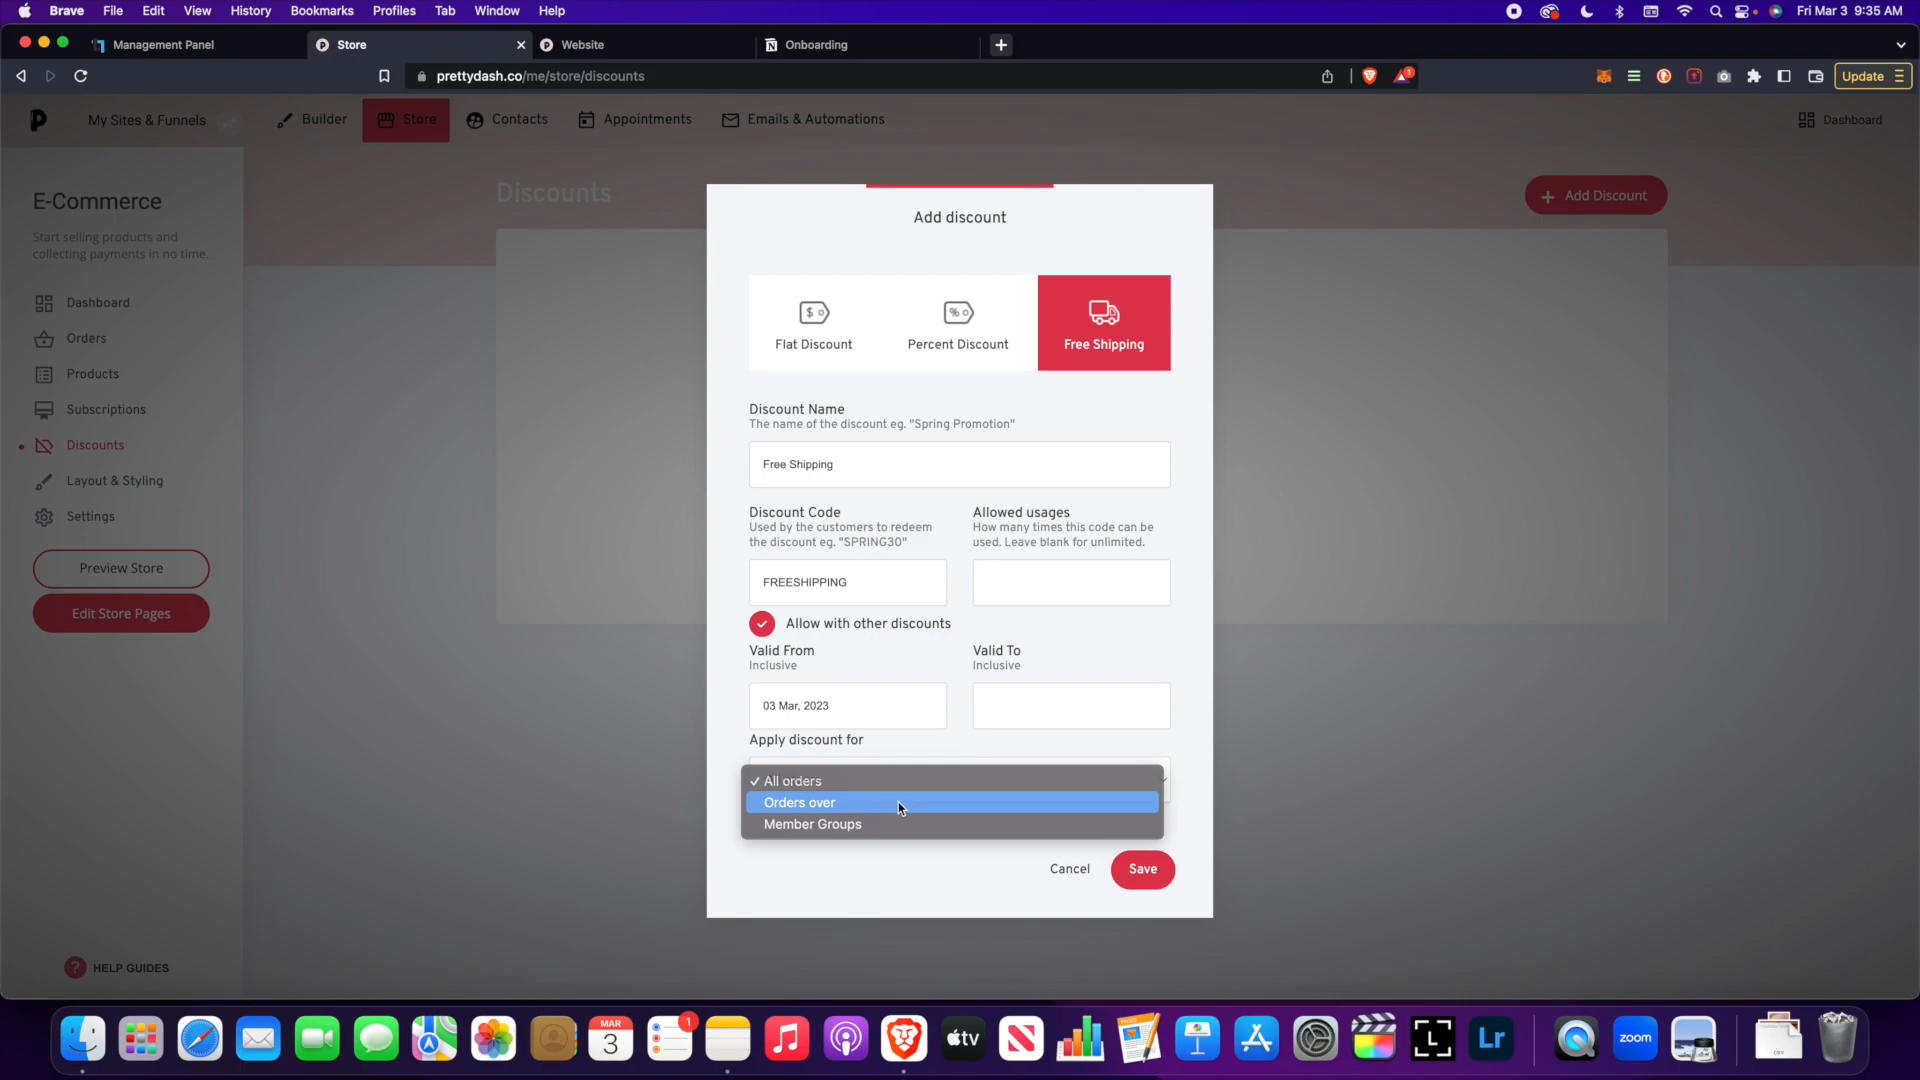 Brave File Edit View History Bookmarks Profiles Tab Window Help
Fri Mar 3 9:35 AM
Management Panel
Store
Website
Onboarding
prettydash.co/me/store/discounts
1
Update
My Sites & Funnels
Builder
Store
Contacts
Appointments
Emails & Automations
Dashboard
E-Commerce
Start selling products and
collecting payments in no time.
Dashboard
Orders
Products
Subscriptions
Discounts
Layout & Styling
Settings
Preview Store
Edit Store Pages
? HELP GUIDES
Discounts
+ Add Discount
Add discount
$
Flat Discount
%
Percent Discount
Free Shipping
Discount Name
The name of the discount eg. "Spring Promotion"
Free Shipping
Discount Code
Used by the customers to redeem
the discount eg. "SPRING30"
FREESHIPPING
Allowed usages
How many times this code can be
used. Leave blank for unlimited.
Allow with other discounts
Valid From
Inclusive
03 Mar, 2023
Valid To
Inclusive
Apply discount for
✓ All orders
Orders over
Member Groups
Cancel
Save
MAR
3
1
tv
L
Lr
zoom
CSV